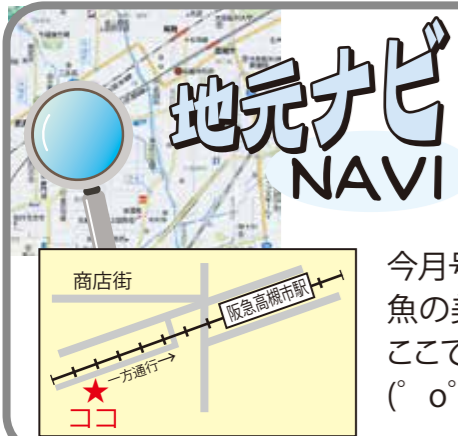 地元ナビ
NAVI
商店街
阪急高槻市駅
一方通行→
ココ
今月号
魚の美
ここで
(゜o゜